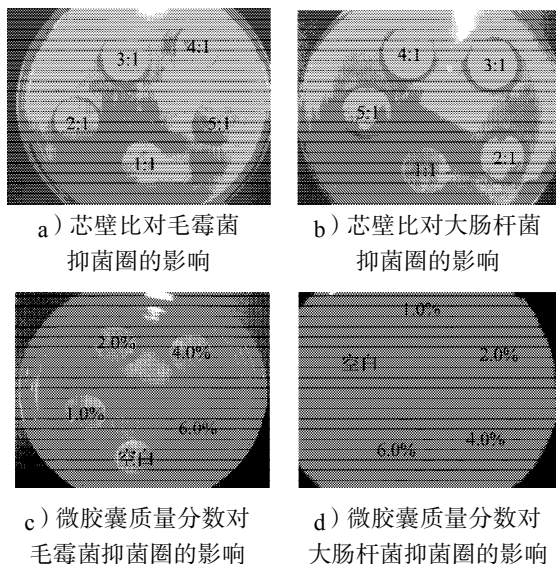 3:1
4:1
2:1
5:1
1:1
4:1
3:1
5:1
1:1
2:1
a）芯壁比对毛霉菌
抑菌圈的影响
b）芯壁比对大肠杆菌
抑菌圈的影响
2.0%
4.0%
1.0%
6.0%
空白
1.0%
空白
2.0%
6.0%
4.0%
c）微胶囊质量分数对
毛霉菌抑菌圈的影响
d）微胶囊质量分数对
大肠杆菌抑菌圈的影响